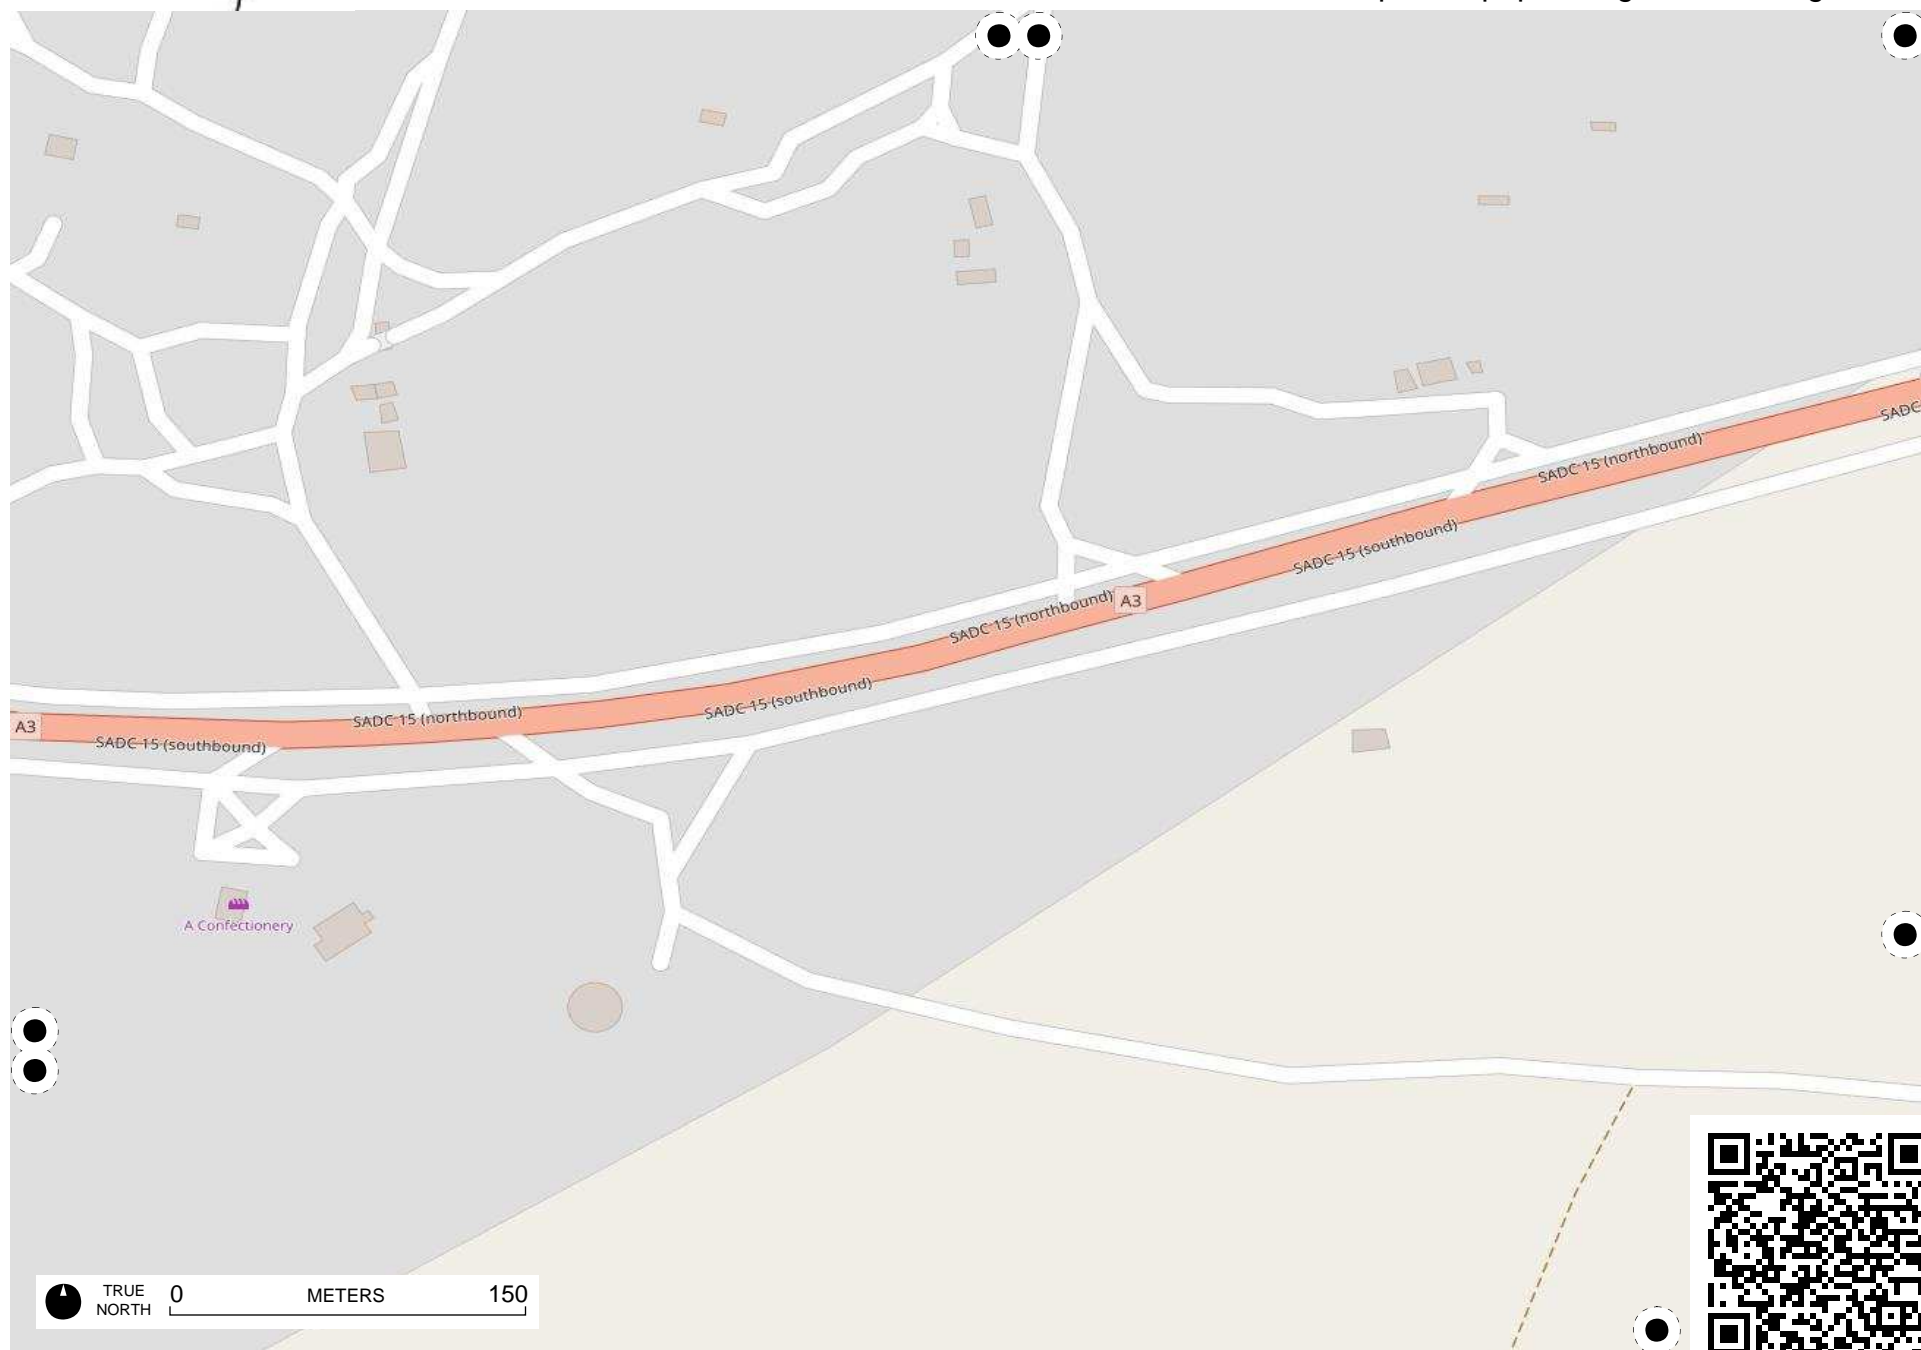 SADC 15 (northbound)
SADC
SADC 15 (southbound)
A3
SADC 15 (northbound)
SADC 15 (southbound)
SADC 15 (northbound)
A3
SADC 15 (southbound)
A Confectionery
TRUE
NORTH
0
METERS
150